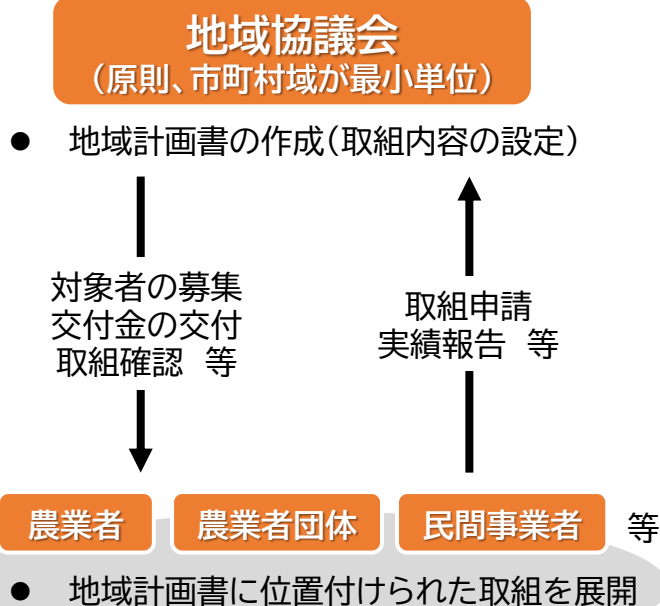 地域協議会
（原則、市町村域が最小単位）
● 地域計画書の作成（取組内容の設定）
対象者の募集
交付金の交付
取組確認 等
取組申請
実績報告 等
農業者 農業者団体 民間事業者 等
● 地域計画書に位置付けられた取組を展開